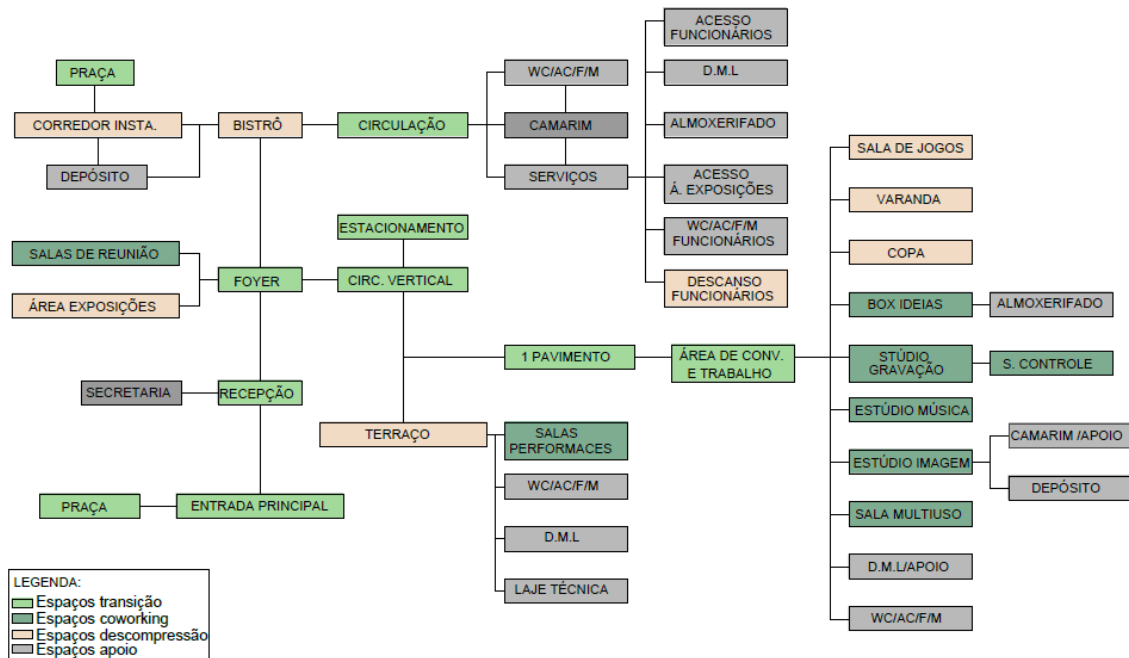 ACESSO
FUNCIONÁRIOS
PRAÇA
WC/AC/F/M
D.M.L
CORREDOR INSTA.
BISTRÔ
CIRCULAÇÃO
CAMARIM
ALMOXERIFADO
SALA DE JOGOS
DEPÓSITO
SERVIÇOS
ACESSO
Á. EXPOSIÇÕES
VARANDA
ESTACIONAMENTO
WC/AC/F/M
FUNCIONÁRIOS
SALAS DE REUNIÃO
COPA
FOYER
CIRC. VERTICAL
DESCANSO
FUNCIONÁRIOS
ÁREA EXPOSIÇÕES
BOX IDEIAS
ALMOXERIFADO
1 PAVIMENTO
ÁREA DE CONV.
E TRABALHO
STÚDIO
GRAVAÇÃO
S. CONTROLE
SECRETARIA
RECEPÇÃO
ESTÚDIO MÚSICA
TERRAÇO
SALAS
PERFORMACES
CAMARIM /APOIO
ESTÚDIO IMAGEM
WC/AC/F/M
DEPÓSITO
PRAÇA
ENTRADA PRINCIPAL
SALA MULTIUSO
D.M.L
D.M.L/APOIO
LAJE TÉCNICA
WC/AC/F/M
LEGENDA:
Espaços transição
Espaços coworking
Espaços descompressão
Espaços apoio